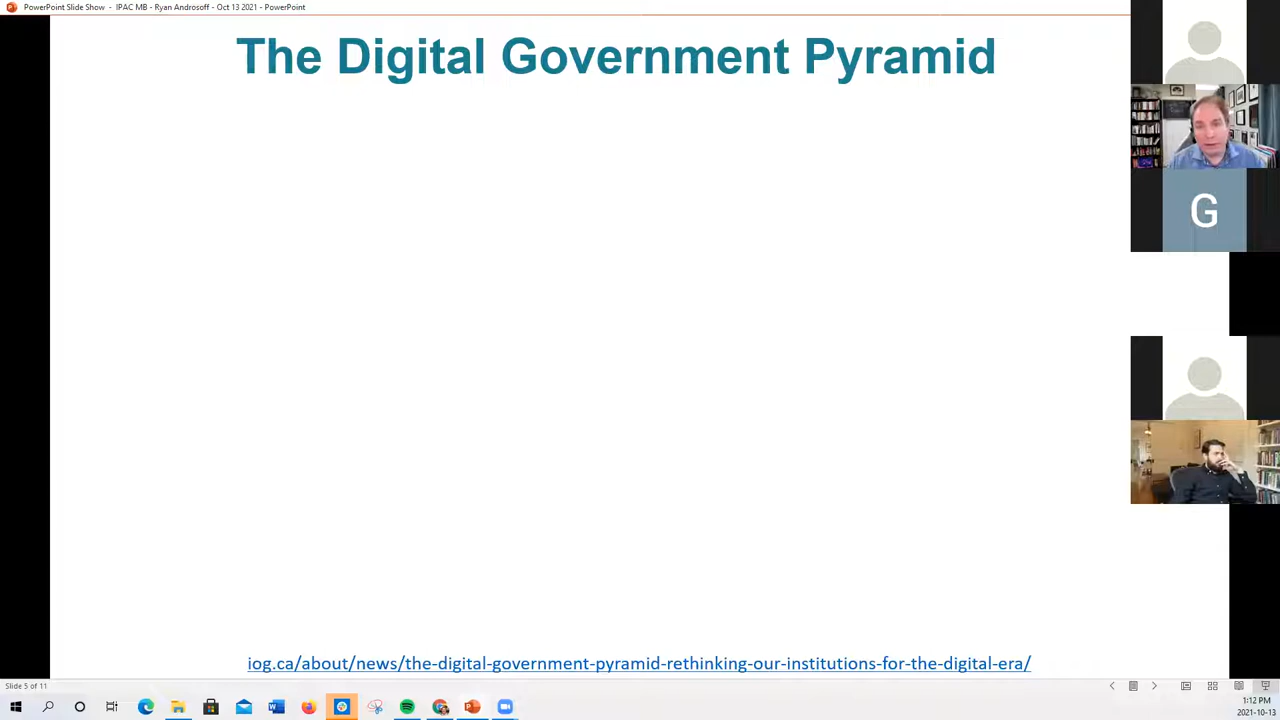 PowerPoint Slide Show - IPAC MB - Ryan Androsoff - Oct 13 2021 - PowerPoint
The Digital Government Pyramid
G
iog.ca/about/news/the-digital-government-pyramid-rethinking-our-institutions-for-the-digital-era/
Slide 5 of 11
1:12 PM
2021-10-13